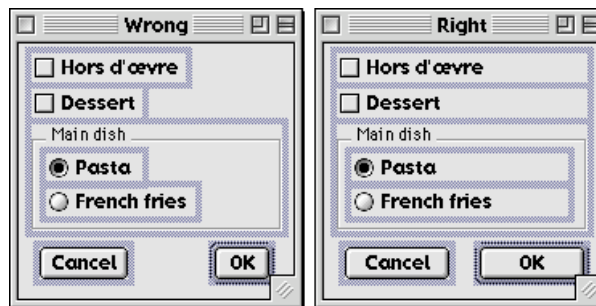 Wrong
Hors d'œvre
Dessert
Main dish
Pasta
French fries
Cancel OK
Right
Hors d'œvre
Dessert
Main dish
Pasta
French fries
Cancel OK